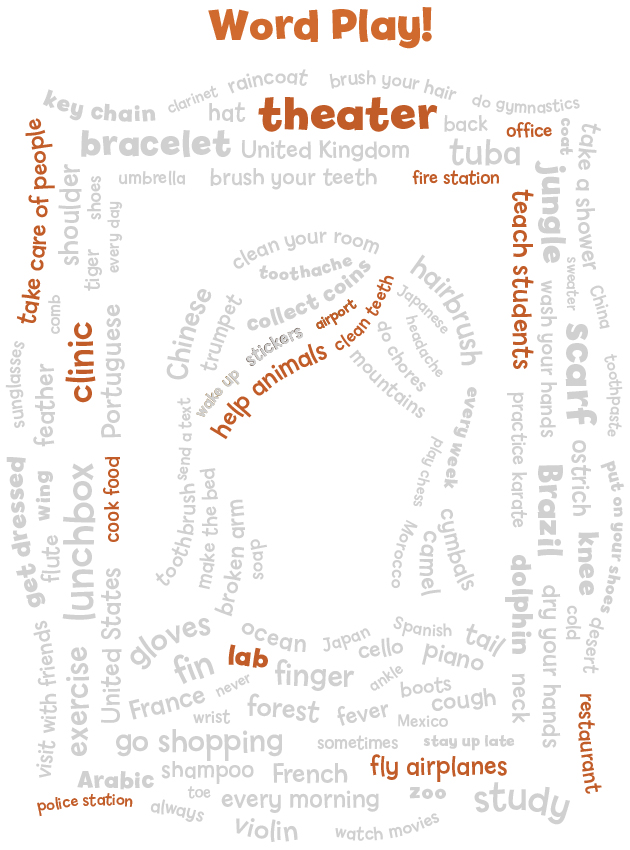 Word Play!
key chain
clarinet
raincoat
brush your hair
do gymnastics
hat
theater
back
office
coat
bracelet
United Kingdom
tuba
umbrella
brush your teeth
fire station
take care of people
shoulder
shoes
every day
tiger
comb
clinic
Portuguese
sunglasses
feather
teach students
jungle
take a shower
sweater
China
wash your hands
scarf
toothpaste
clean your room
toothache
collect coins
hairbrush
Chinese
trumpet
stickers
airport
clean teeth
Japanese
headache
do chores
mountains
wake up
help animals
send a text
toothbrush
make the bed
broken arm
soap
every week
play chess
Morocco
camel
cymbals
get dressed
wing
flute
lunchbox
cook food
United States
visit with friends
exercise
practice karate
Brazil
ostrich
put on your shoes
knee
dolphin
dry your hands
cold
desert
neck
restaurant
gloves
ocean
Japan
Spanish
cello
tail
piano
fin
lab
finger
ankle
boots
cough
France
never
wrist
forest
fever
Mexico
go shopping
sometimes
stay up late
Arabic
shampoo
French
fly airplanes
police station
toe
always
every morning
zoo
study
violin
watch movies